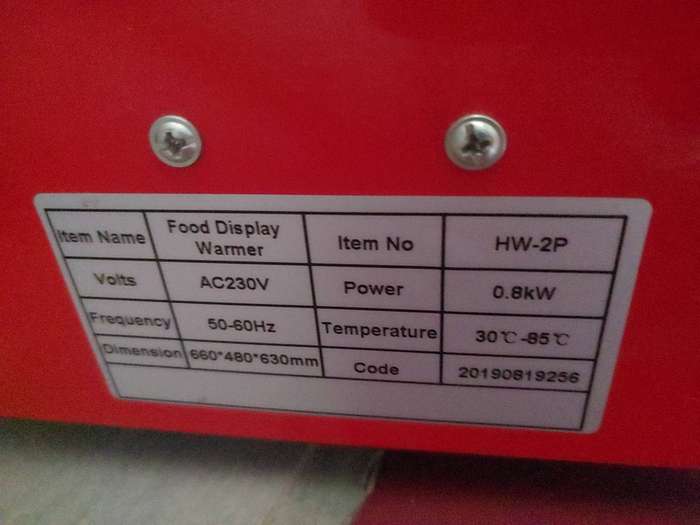 Item Name Food Display Warmer Item No HW-2P
Volts AC230V Power 0.8kW
Frequency 50-60Hz Temperature 30℃-85℃
Dimension 660*480*630mm Code 20190819256